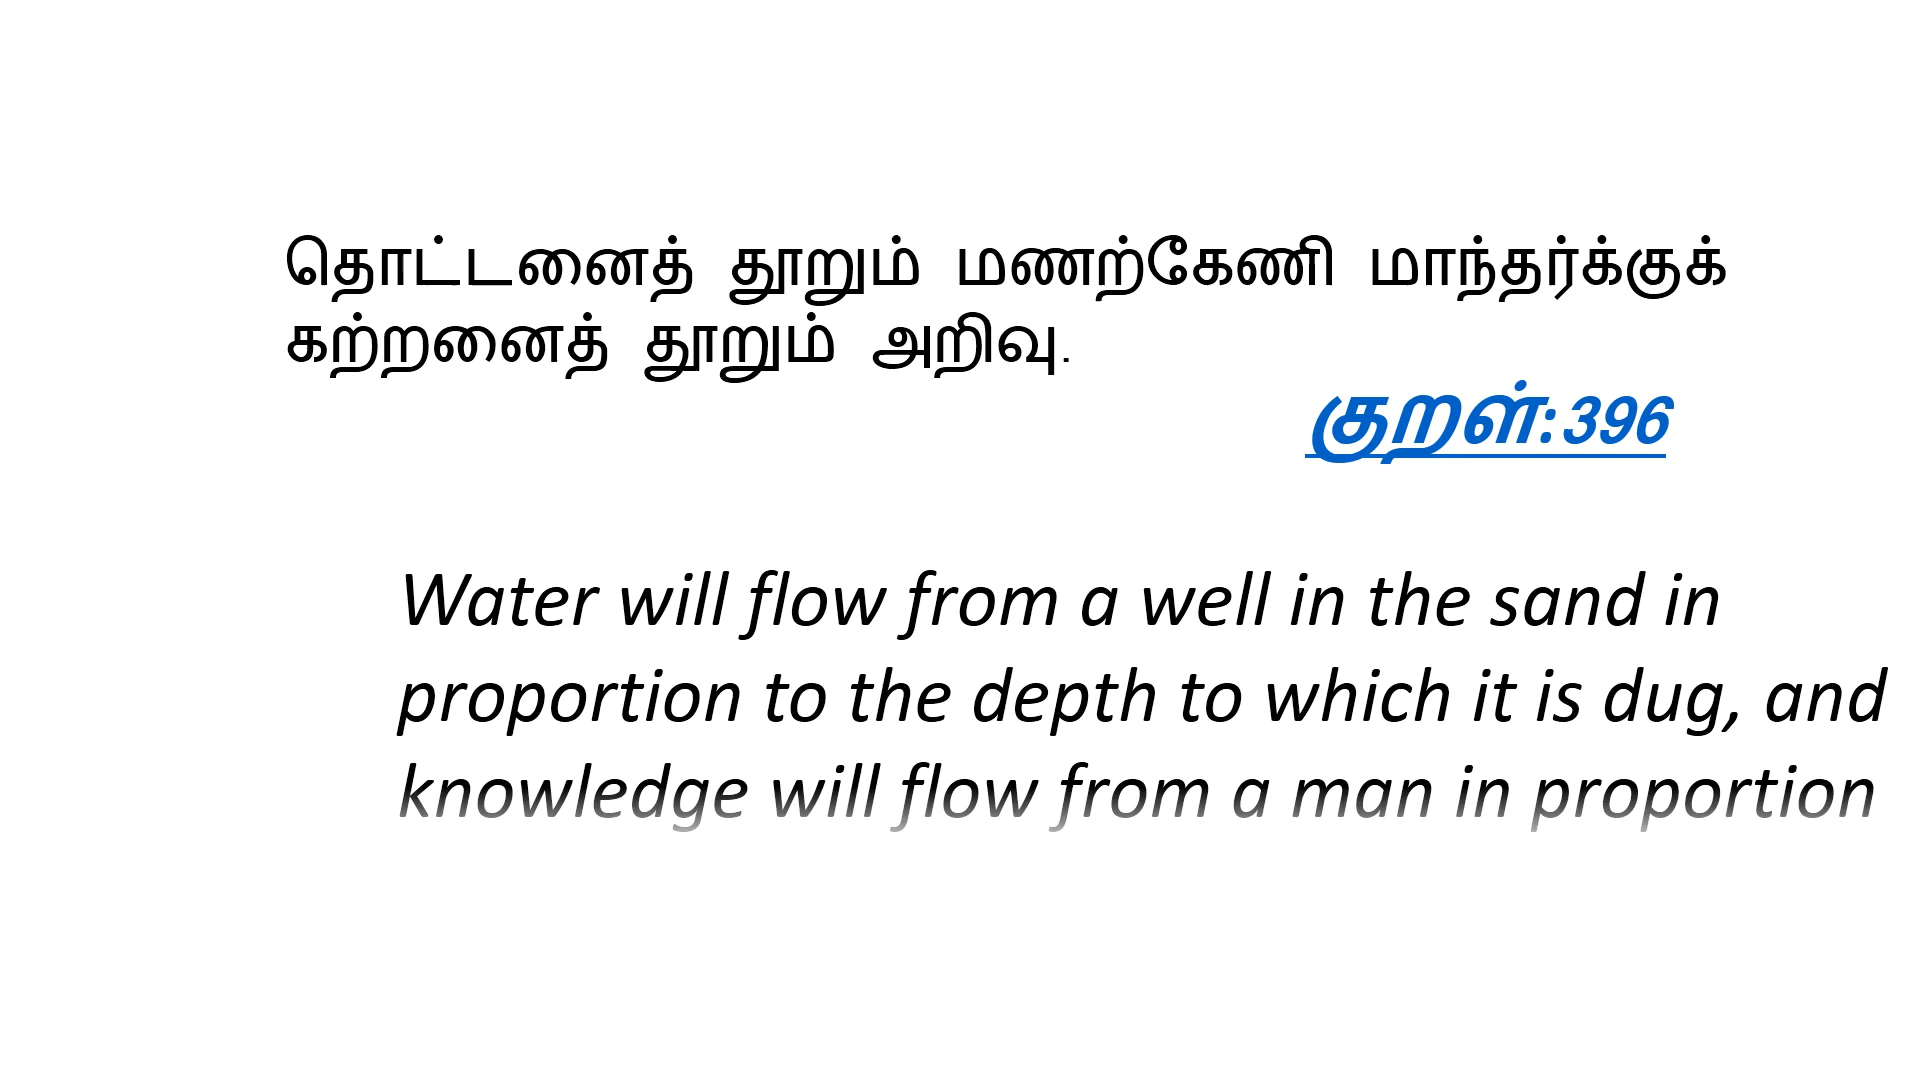 தொட்டனைத் தூறும் மணற்கேணி மாந்தர்க்குக்
கற்றனைத் தூறும் அறிவு.
குறள்:396
Water will flow from a well in the sand in
proportion to the depth to which it is dug, and
knowledge will flow from a man in proportion